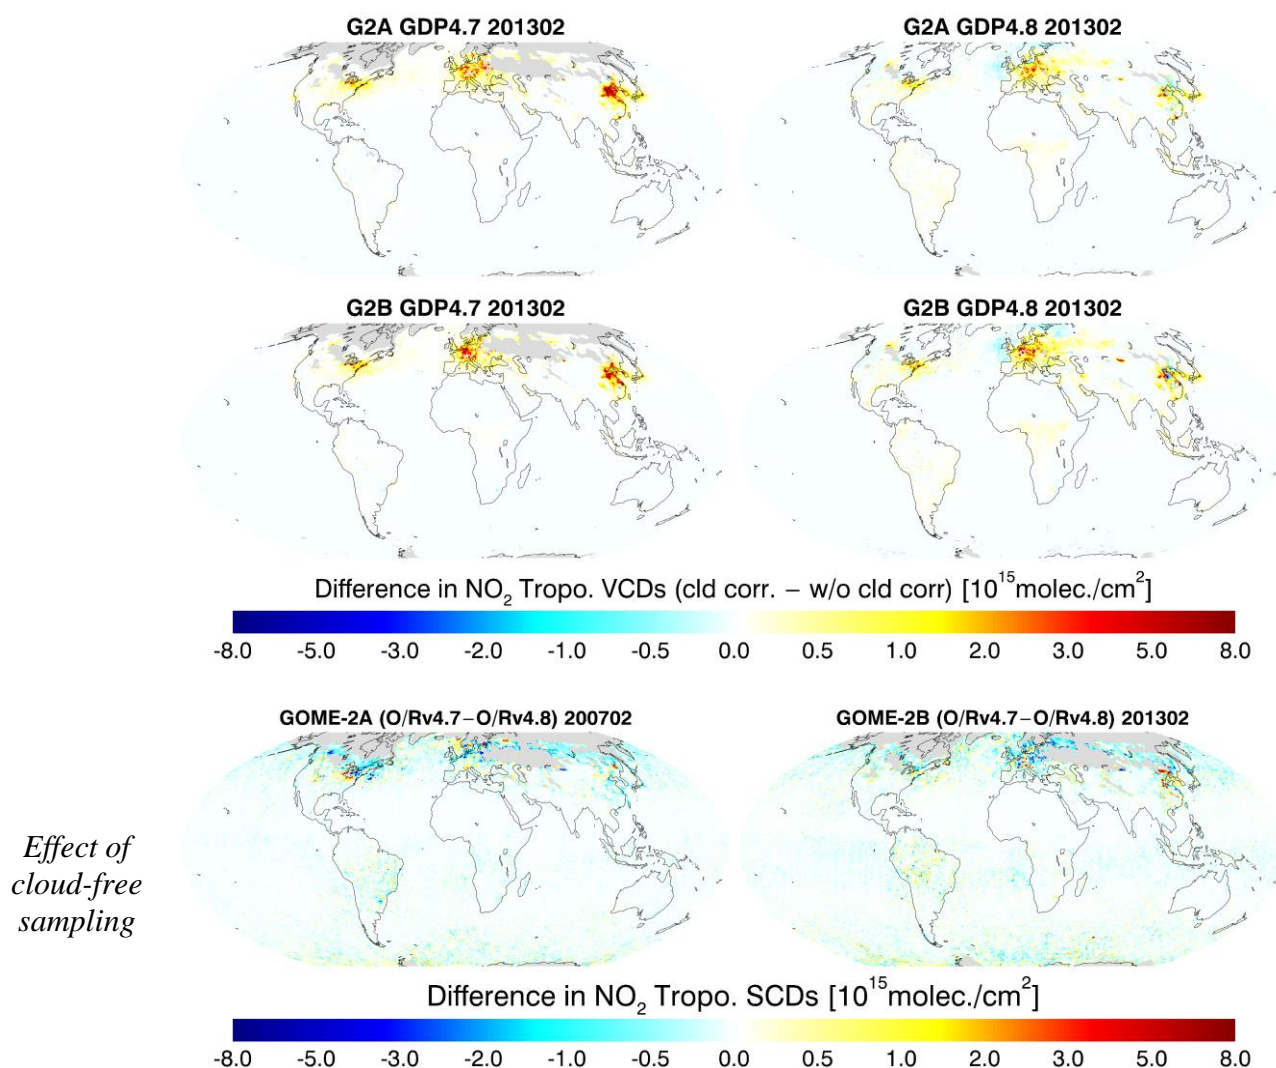 G2A GDP4.7 201302
G2A GDP4.8 201302
G2B GDP4.7 201302
G2B GDP4.8 201302
Difference in NO2 Tropo. VCDs (cld corr. − w/o cld corr) [10^15 molec./cm^2]
-8.0 -5.0 -3.0 -2.0 -1.0 -0.5 0.0 0.5 1.0 2.0 3.0 5.0 8.0
GOME-2A (O/Rv4.7−O/Rv4.8) 200702
GOME-2B (O/Rv4.7−O/Rv4.8) 201302
Effect of
cloud-free
sampling
Difference in NO2 Tropo. SCDs [10^15 molec./cm^2]
-8.0 -5.0 -3.0 -2.0 -1.0 -0.5 0.0 0.5 1.0 2.0 3.0 5.0 8.0